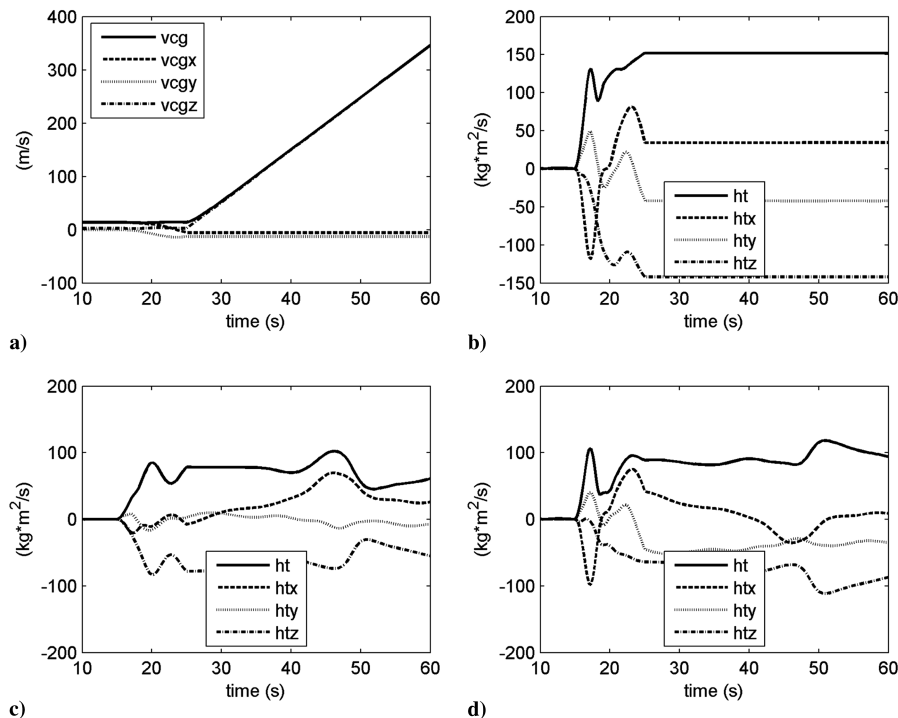 400
300
200
100
0
-100
(m/s)
vcg
vcgx
vcgy
vcgz
10 20 30 40 50 60
time (s)
a)
200
150
100
50
0
-50
-100
-150
(kg*m²/s)
ht
htx
hty
htz
10 20 30 40 50 60
time (s)
b)
200
100
0
-100
-200
(kg*m²/s)
ht
htx
hty
htz
10 20 30 40 50 60
time (s)
c)
200
100
0
-100
-200
(kg*m²/s)
ht
htx
hty
htz
10 20 30 40 50 60
time (s)
d)